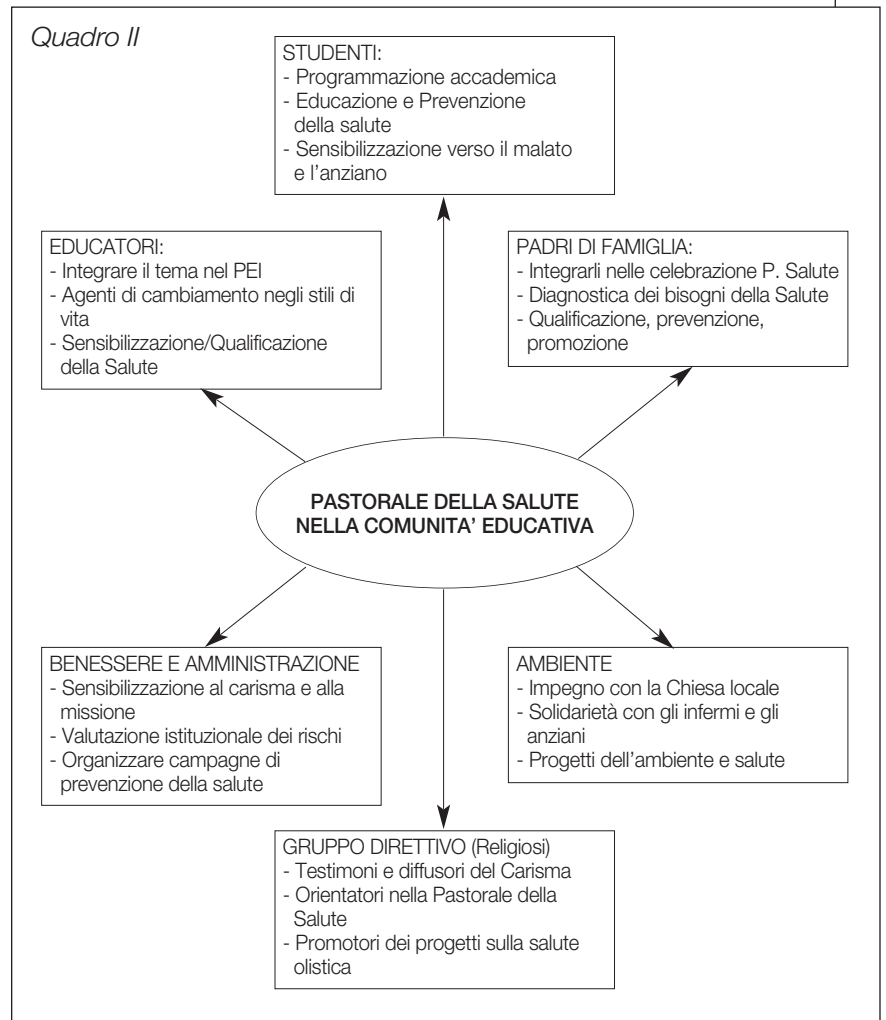 Quadro II
STUDENTI:
- Programmazione accademica
- Educazione e Prevenzione
della salute
- Sensibilizzazione verso il malato
e l’anziano
EDUCATORI:
- Integrare il tema nel PEI
- Agenti di cambiamento negli stili di
vita
- Sensibilizzazione/Qualificazione
della Salute
PADRI DI FAMIGLIA:
- Integrarli nelle celebrazione P. Salute
- Diagnostica dei bisogni della Salute
- Qualificazione, prevenzione,
promozione
PASTORALE DELLA SALUTE
NELLA COMUNITA’ EDUCATIVA
BENESSERE E AMMINISTRAZIONE
- Sensibilizzazione al carisma e alla
missione
- Valutazione istituzionale dei rischi
- Organizzare campagne di
prevenzione della salute
AMBIENTE
- Impegno con la Chiesa locale
- Solidarietà con gli infermi e gli
anziani
- Progetti dell’ambiente e salute
GRUPPO DIRETTIVO (Religiosi)
- Testimoni e diffusori del Carisma
- Orientatori nella Pastorale della
Salute
- Promotori dei progetti sulla salute
olistica